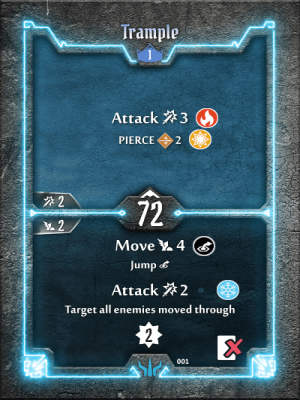 Trample
1
Attack 3
PIERCE 2
2
72
2
Move 4
Jump
Attack 2
Target all enemies moved through
2
001